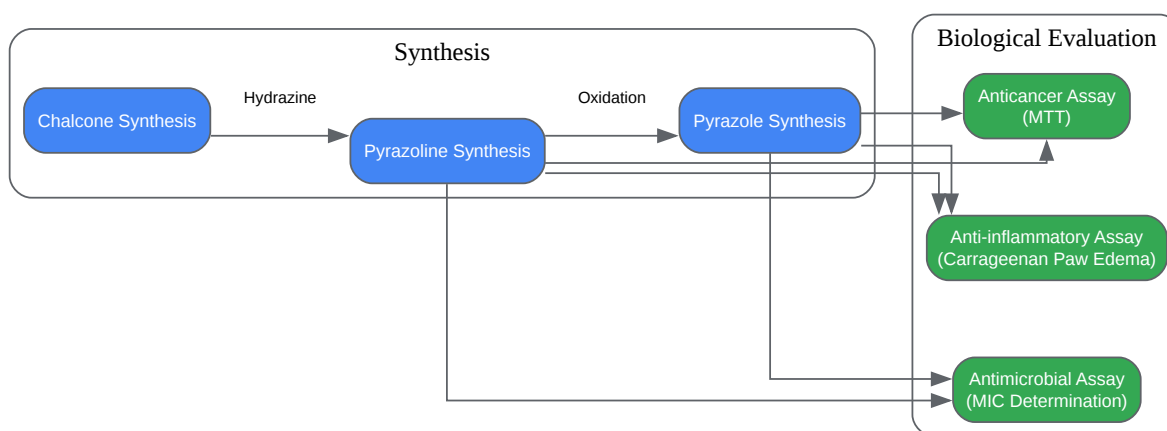 Synthesis
Biological Evaluation
Chalcone Synthesis
Hydrazine
Pyrazoline Synthesis
Oxidation
Pyrazole Synthesis
Anticancer Assay
(MTT)
Anti-inflammatory Assay
(Carrageenan Paw Edema)
Antimicrobial Assay
(MIC Determination)